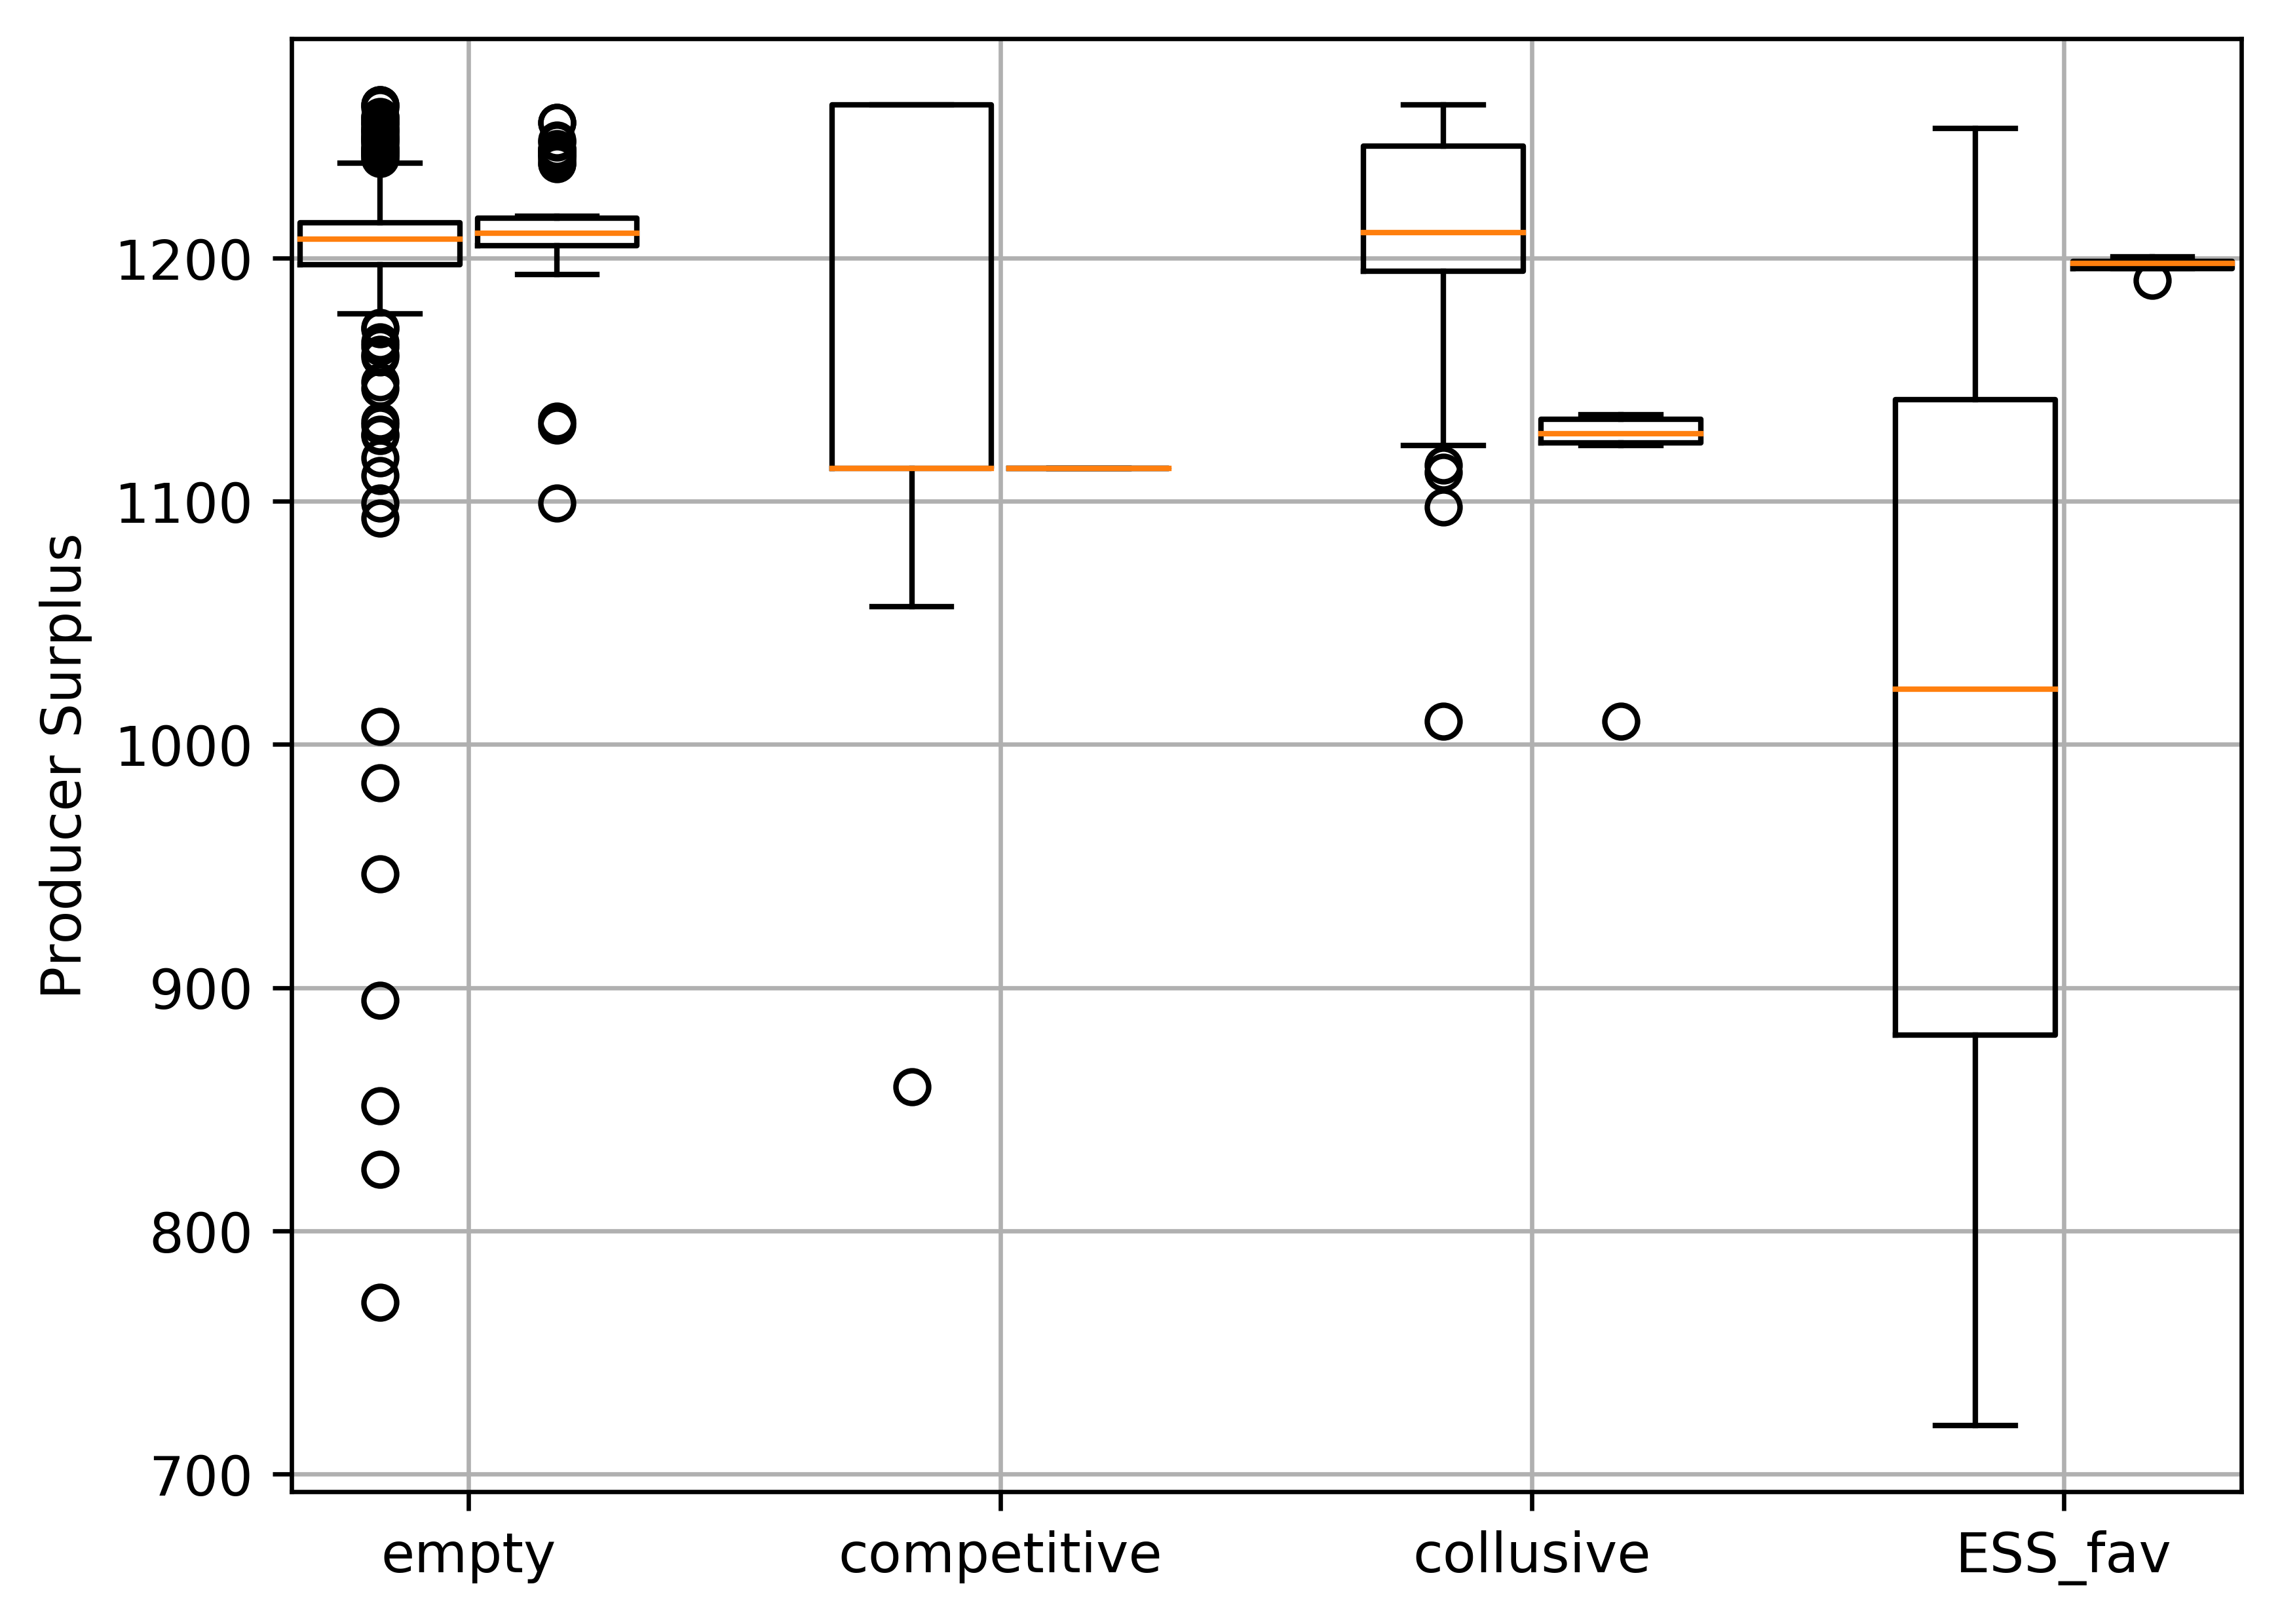 Producer Surplus
1200
1100
1000
900
800
700
empty
competitive
collusive
ESS_fav